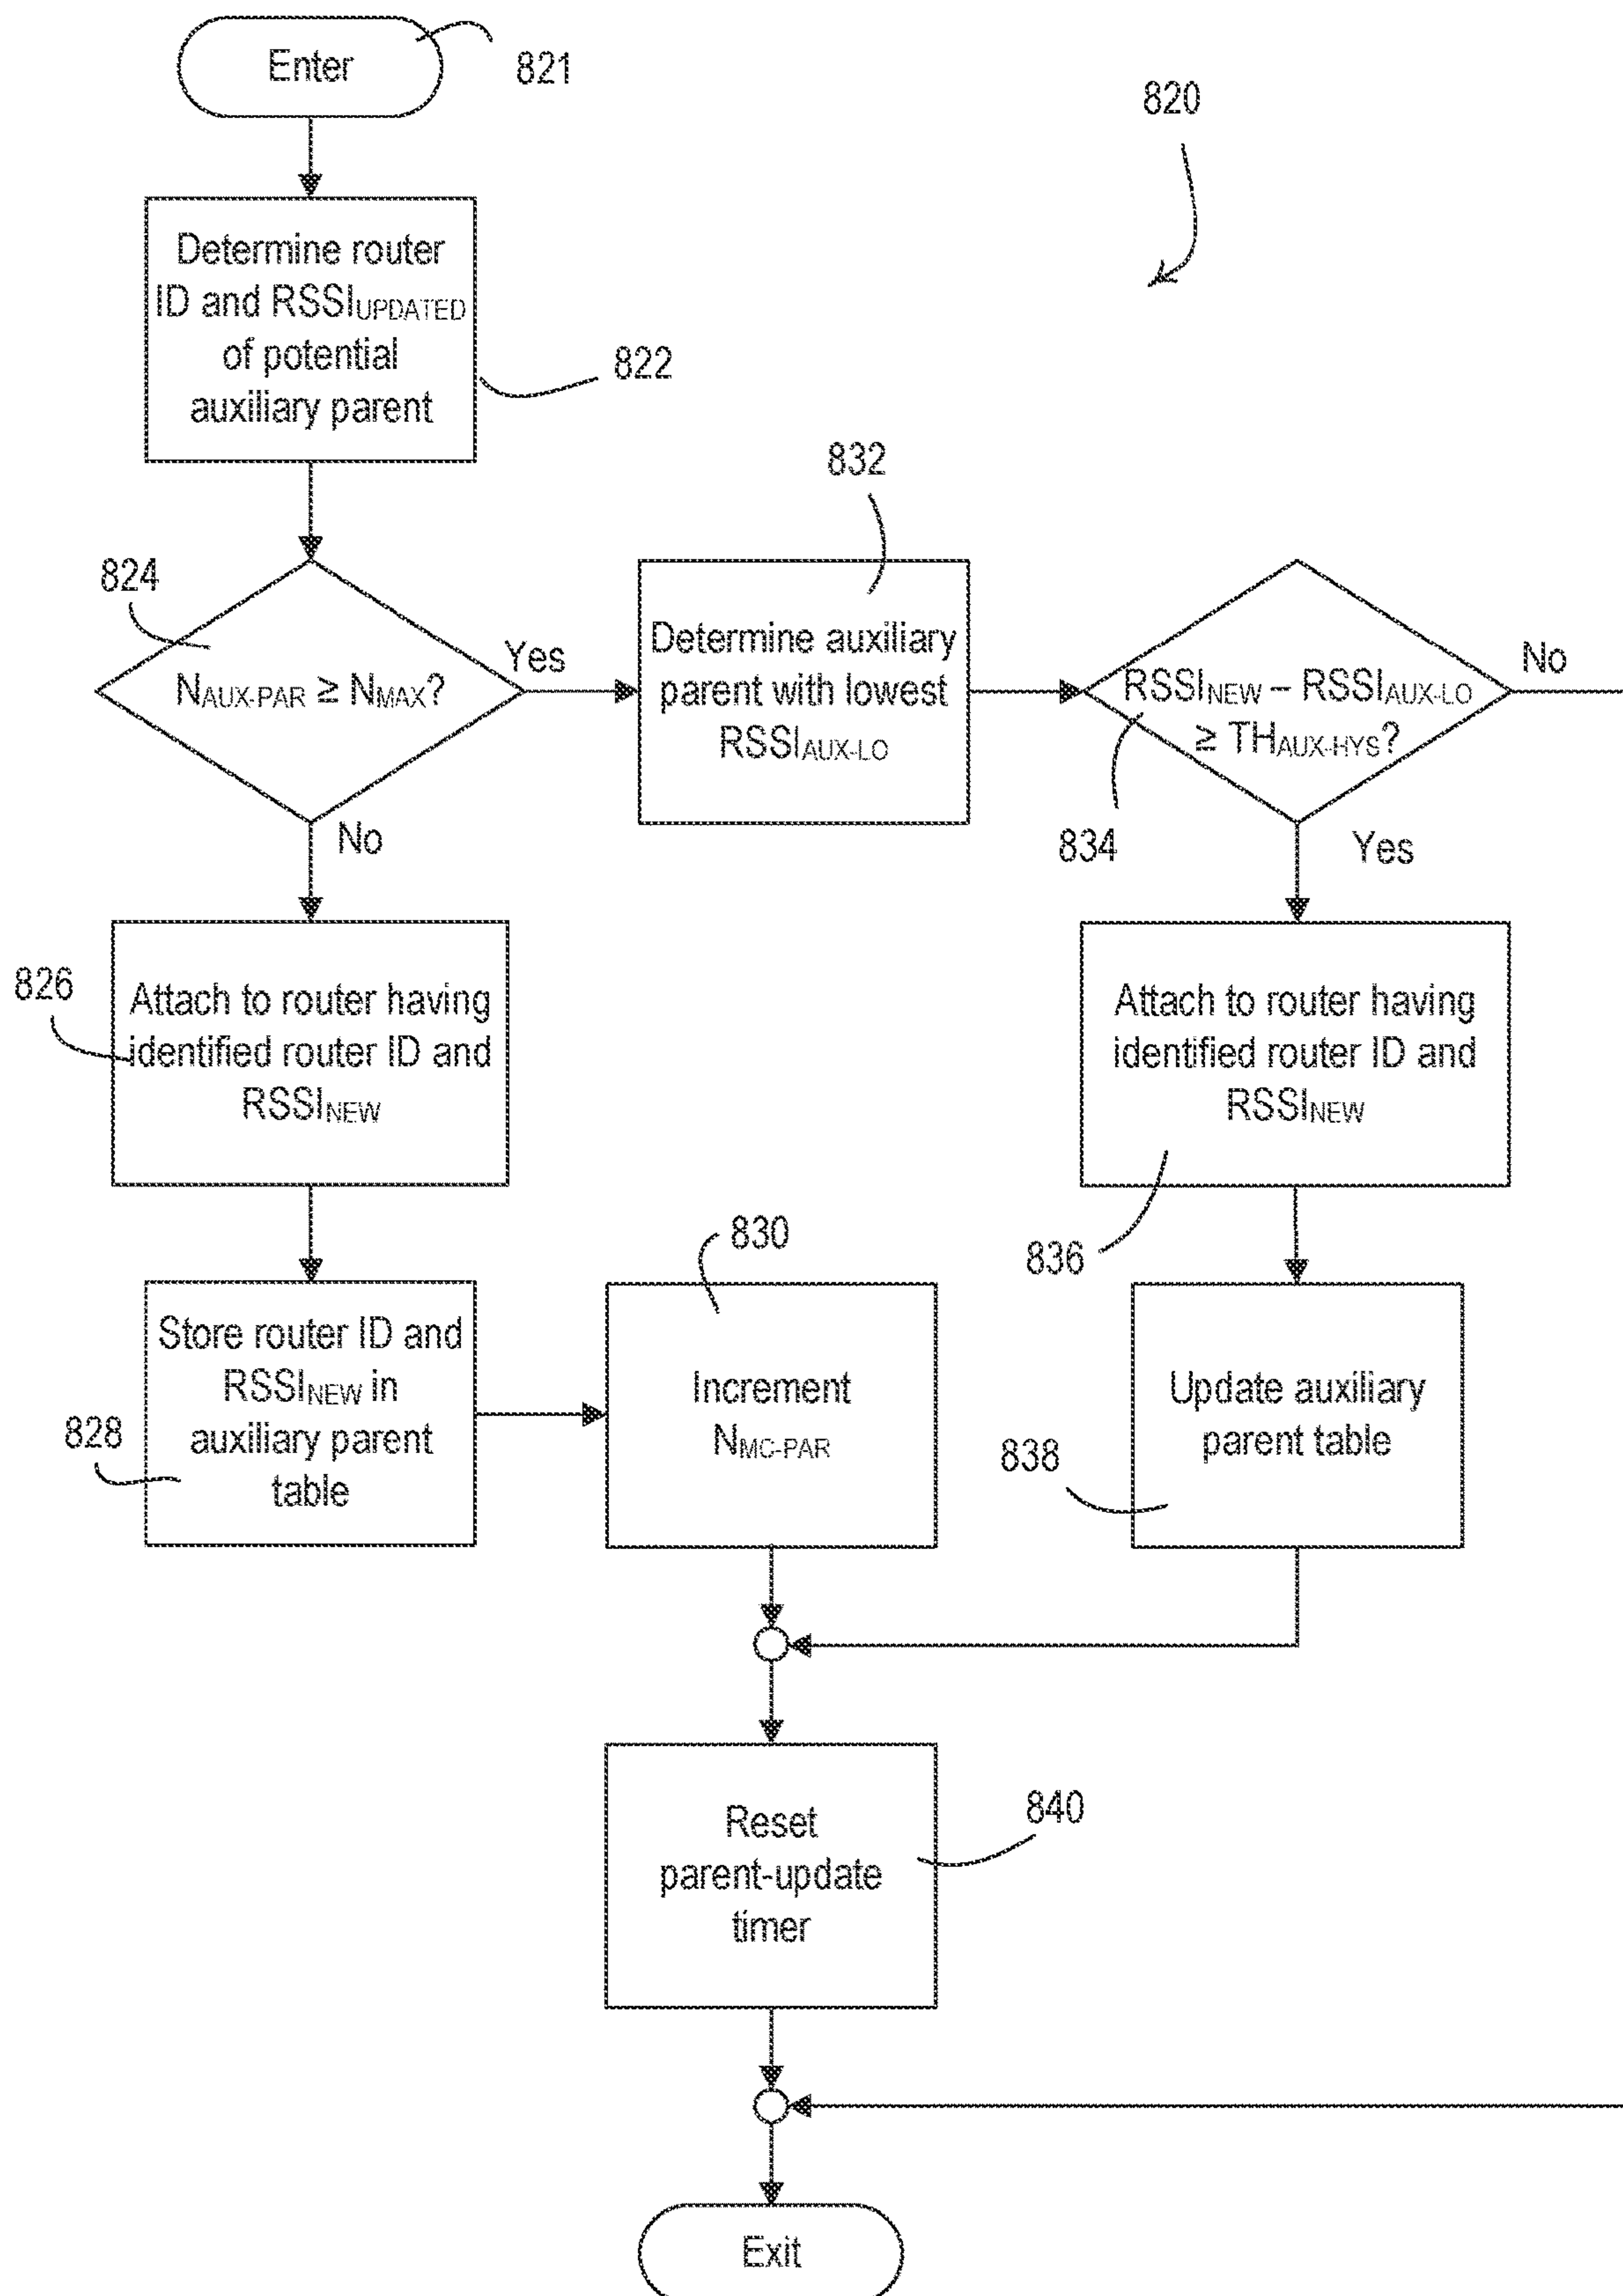 Enter
821
820
Determine router
ID and RSSIUPDATED
of potential
auxiliary parent
822
832
824
NAUX-PAR ≥ NMAX?
Yes
No
Determine auxiliary
parent with lowest
RSSIAUX-LO
RSSINEW – RSSIAUX-LO
≥ THAUX-HYS?
No
834
Yes
826
Attach to router having
identified router ID and
RSSINEW
Attach to router having
identified router ID and
RSSINEW
836
830
Store router ID and
RSSINEW in
auxiliary parent
table
828
Increment
NMC-PAR
Update auxiliary
parent table
838
Reset
parent-update
timer
840
Exit